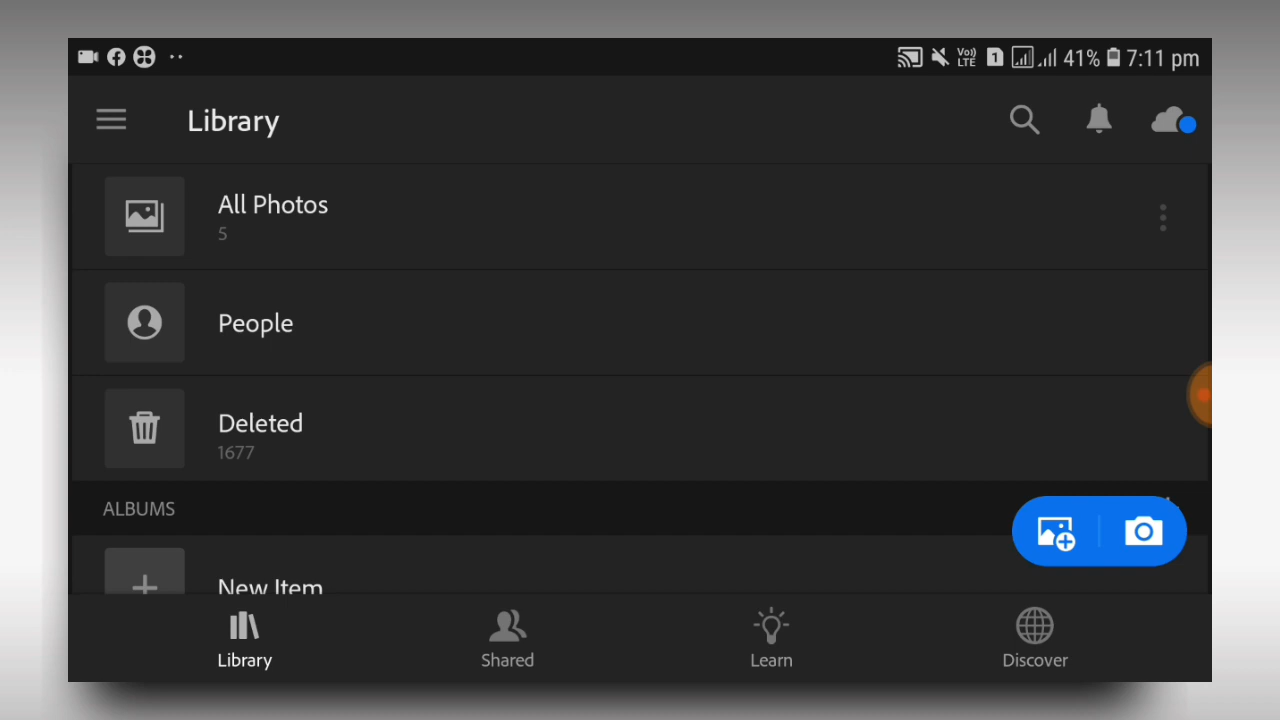 Vo)) LTE 1 41% 7:11 pm
Library
All Photos
5
People
Deleted
1677
ALBUMS
New Item
Library Shared Learn Discover